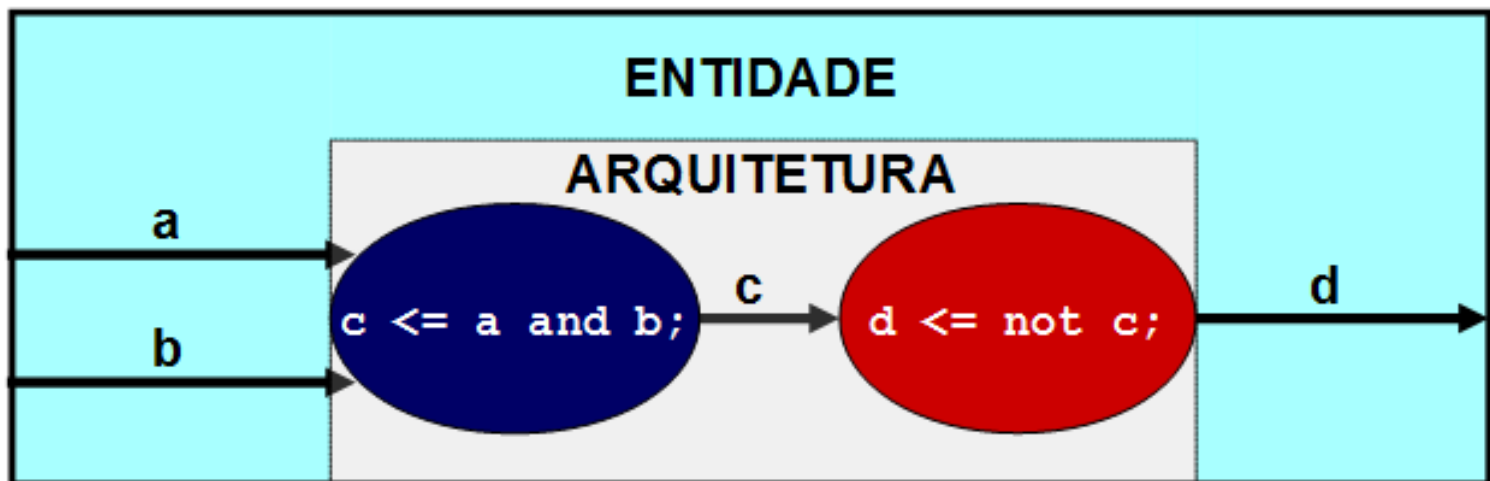 ENTIDADE
ARQUITETURA
a
b
c <= a and b;
c
d <= not c;
d